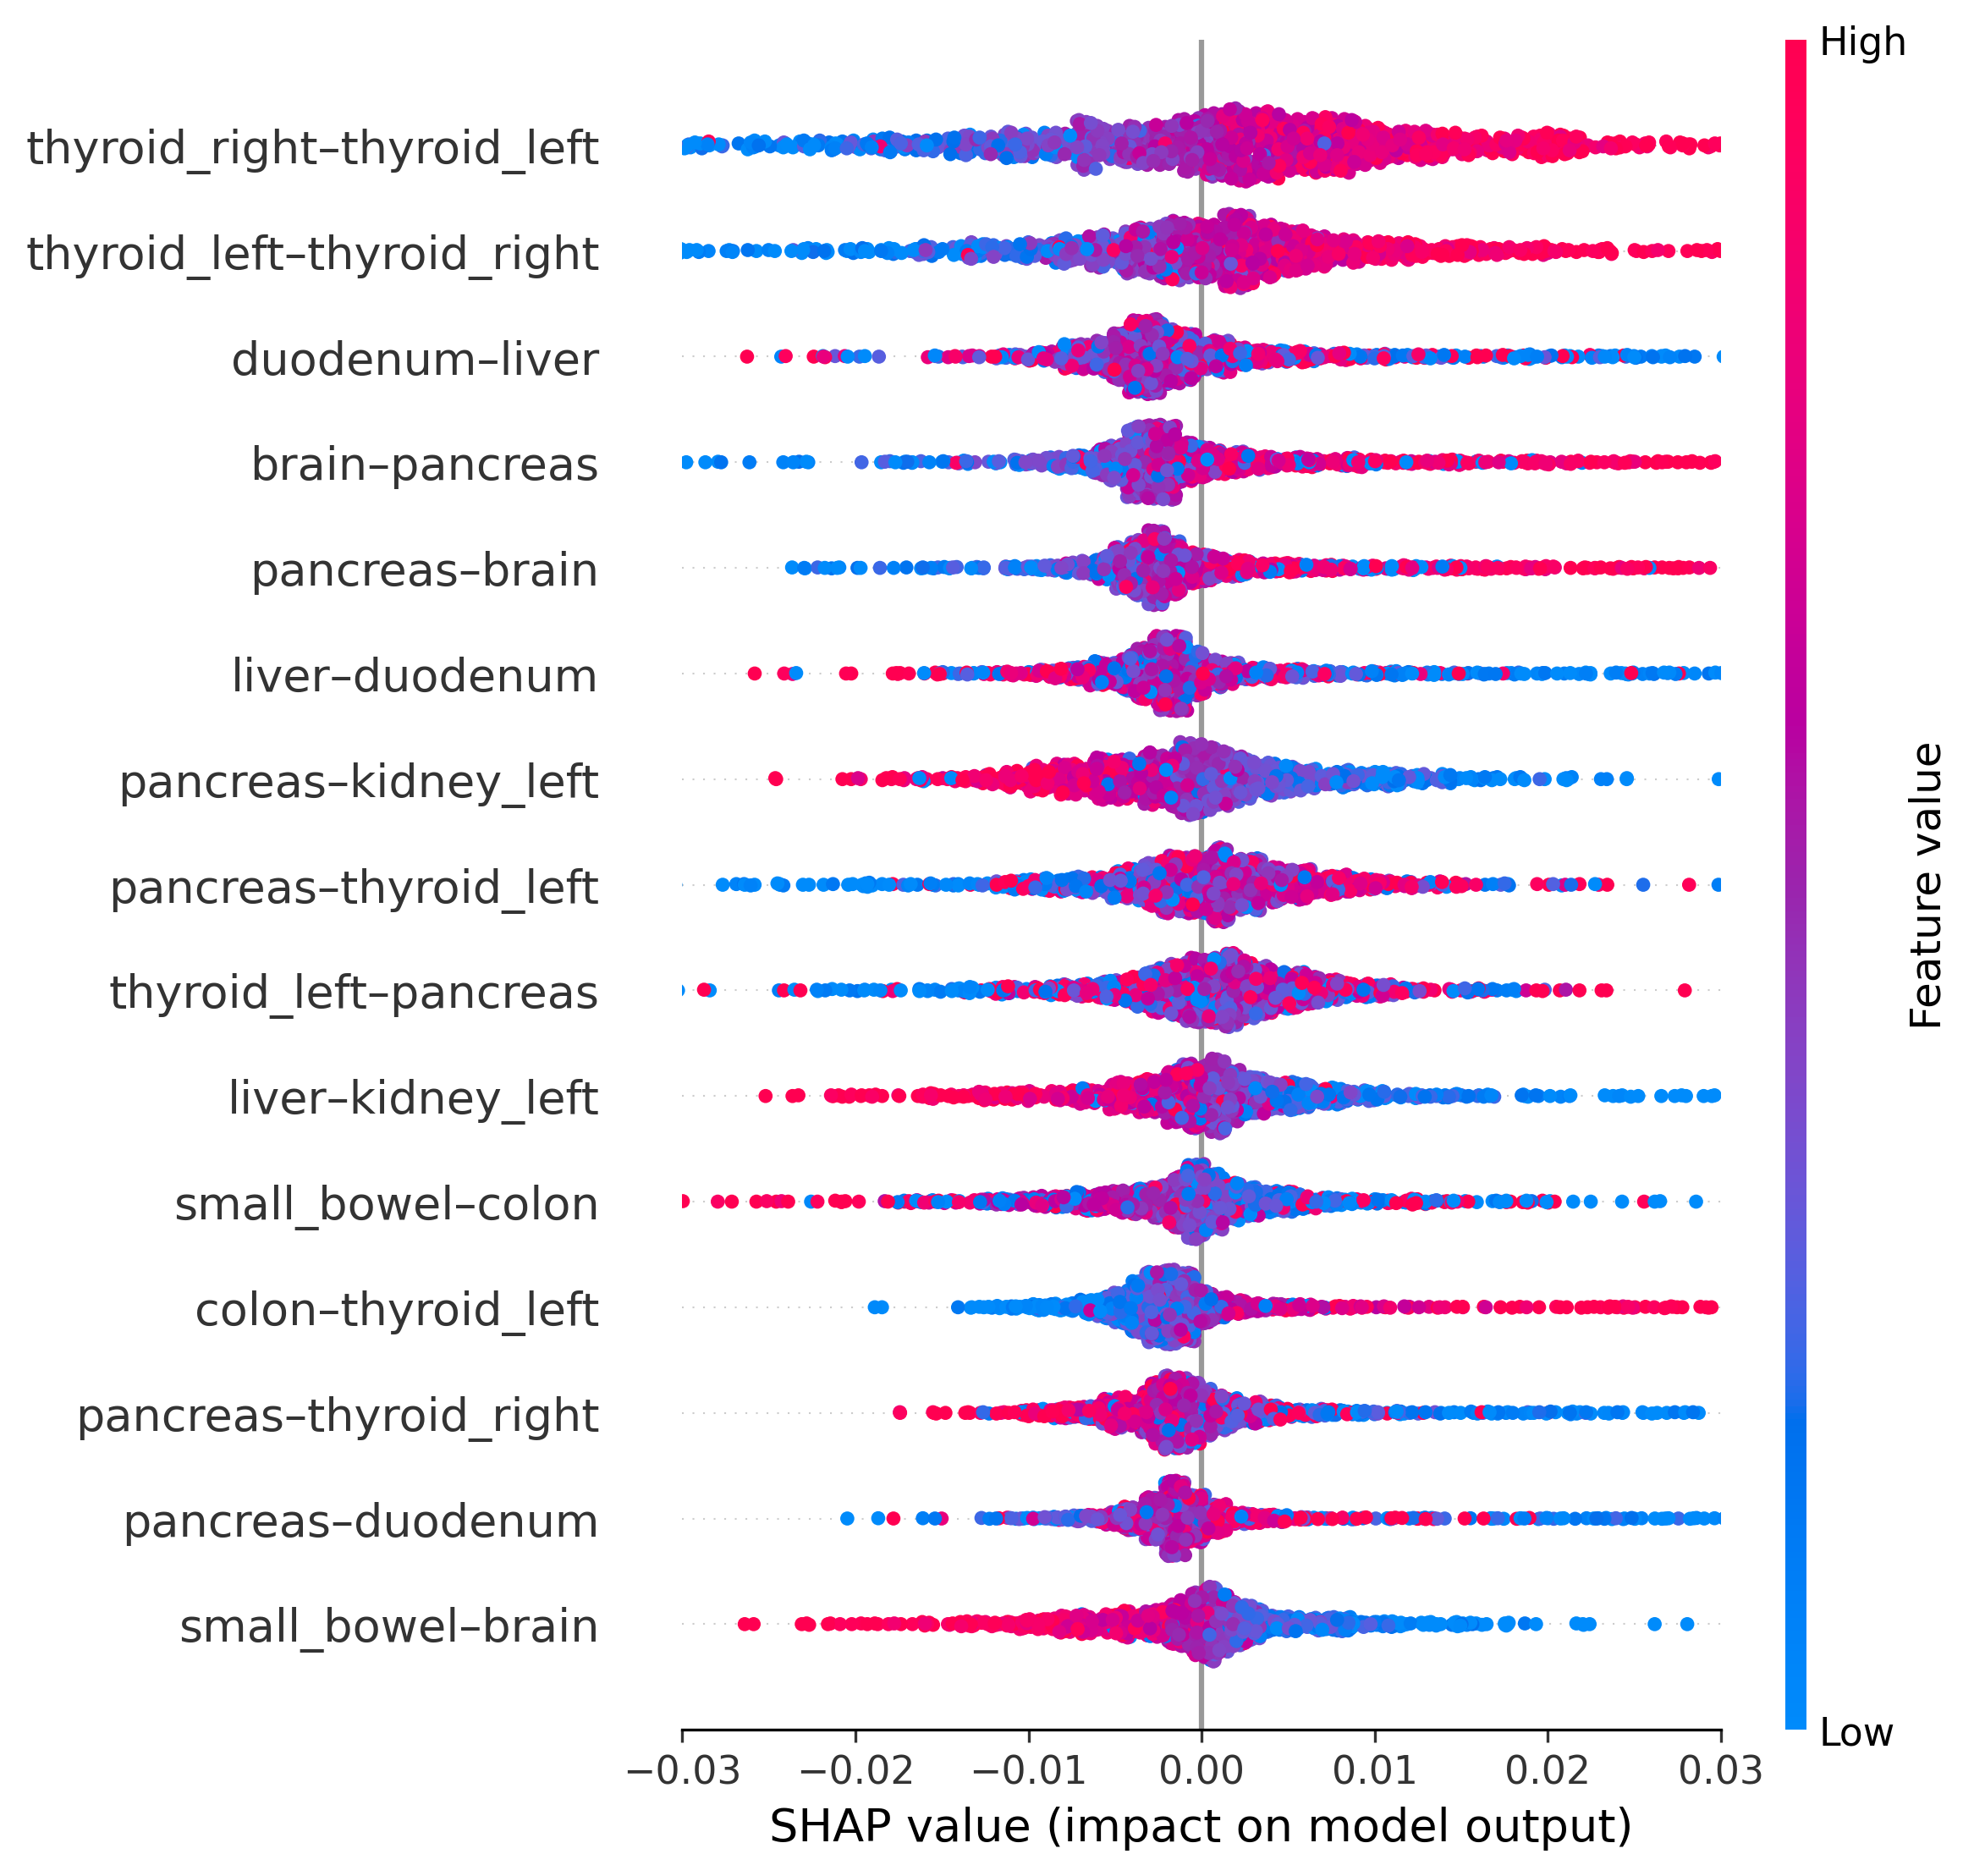 High
thyroid_right–thyroid_left
thyroid_left–thyroid_right
duodenum–liver
brain–pancreas
pancreas–brain
liver–duodenum
pancreas–kidney_left
pancreas–thyroid_left
thyroid_left–pancreas
liver–kidney_left
small_bowel–colon
colon–thyroid_left
pancreas–thyroid_right
pancreas–duodenum
small_bowel–brain
Feature value
Low
−0.03 −0.02 −0.01 0.00 0.01 0.02 0.03
SHAP value (impact on model output)